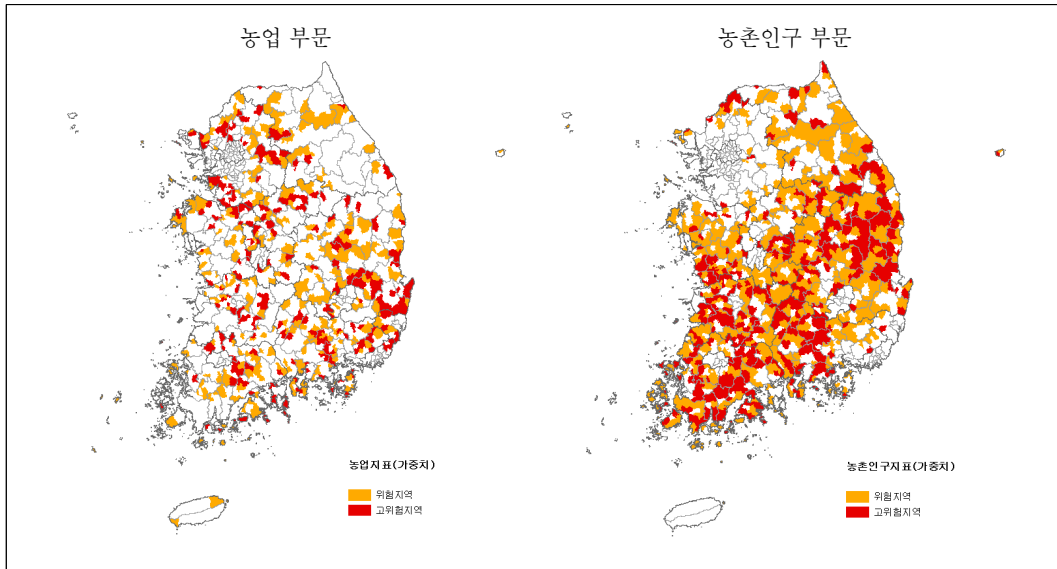 농업 부문
농촌인구 부문
농업지표(가중치)
위험지역
고위험지역
농촌인구지표(가중치)
위험지역
고위험지역